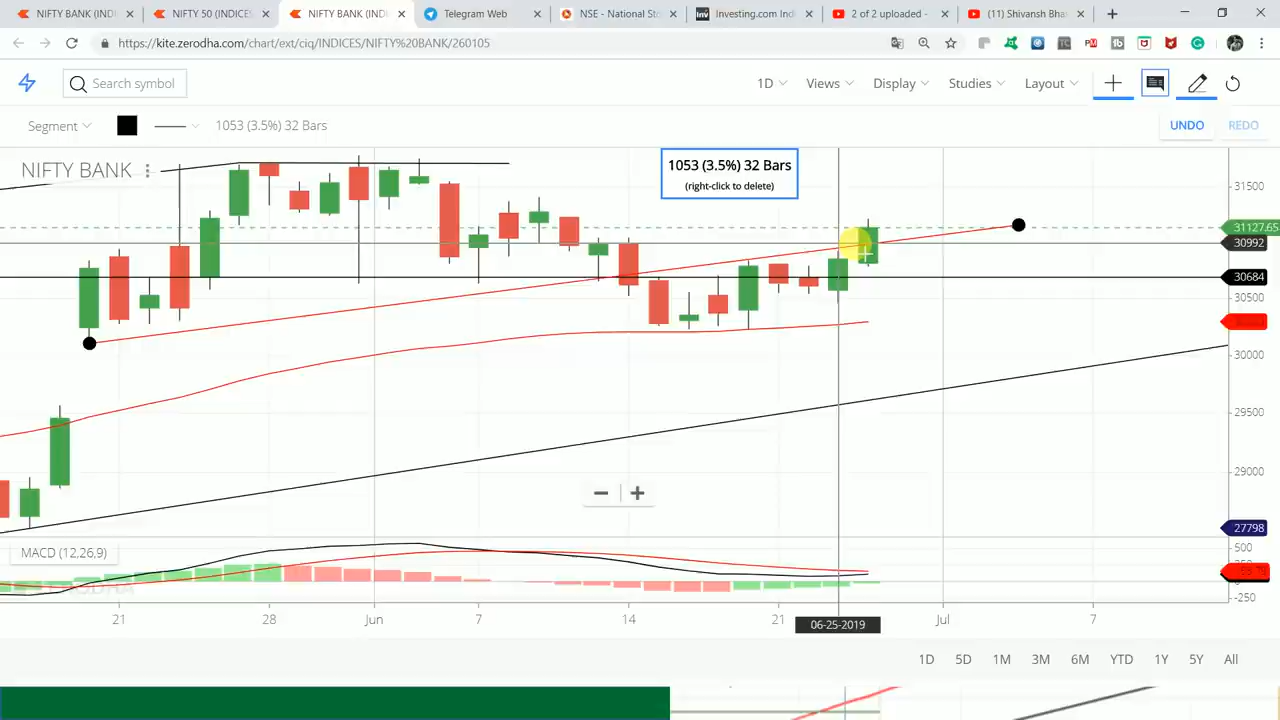 NIFTY BANK (INDI
NIFTY 50 (INDICES
NIFTY BANK (INDI
Telegram Web
NSE - National Sto
Investing.com Ind
2 of 2 uploaded -
(11) Shivansh Bha
https://kite.zerodha.com/chart/ext/ciq/INDICES/NIFTY%20BANK/260105
Search symbol
1D
Views
Display
Studies
Layout
Segment
1053 (3.5%) 32 Bars
UNDO
REDO
NIFTY BANK
1053 (3.5%) 32 Bars
(right-click to delete)
31500
31127.65
30992
30684
30500
30000
29500
29000
27798
MACD (12,26,9)
500
-250
21
28
Jun
7
14
21
06-25-2019
Jul
7
1D
5D
1M
3M
6M
YTD
1Y
5Y
All